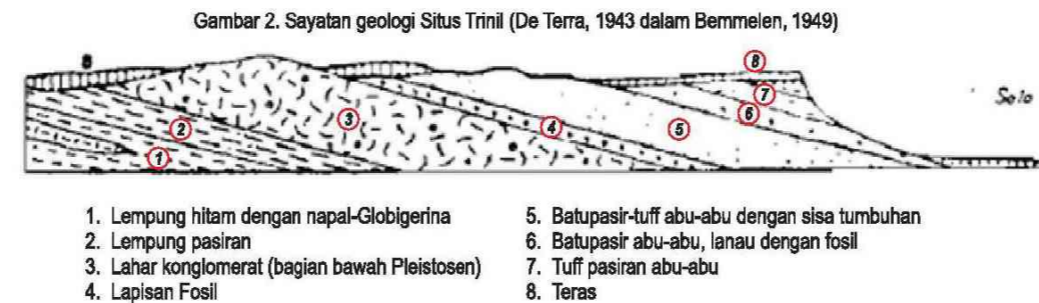 Gambar 2. Sayatan geologi Situs Trinil (De Terra, 1943 dalam Bemmelen, 1949)
8
8
7
Solo
6
2
3
4
5
1
1. Lempung hitam dengan napal-Globigerina
2. Lempung pasiran
3. Lahar konglomerat (bagian bawah Pleistosen)
4. Lapisan Fosil
5. Batupasir-tuff abu-abu dengan sisa tumbuhan
6. Batupasir abu-abu, lanau dengan fosil
7. Tuff pasiran abu-abu
8. Teras